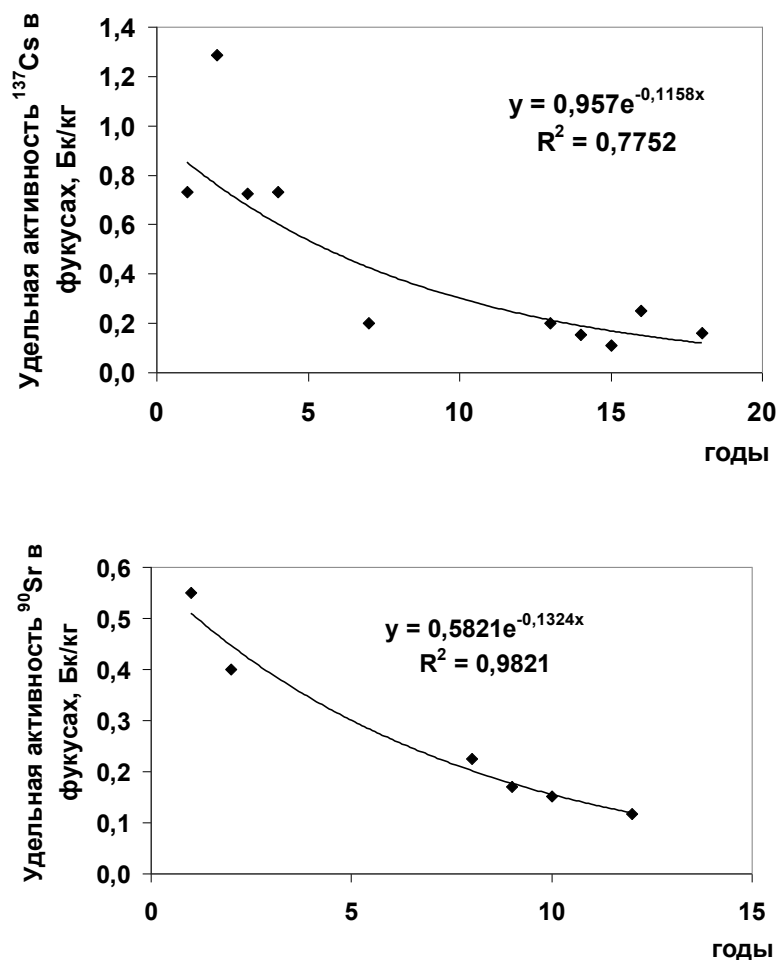 Удельная активность ¹³⁷Cs в
фукусах, Бк/кг
1,4
1,2
1,0
0,8
0,6
0,4
0,2
0,0
y = 0,957e^-0,1158x
R² = 0,7752
0 5 10 15 20
годы
Удельная активность ⁹⁰Sr в
фукусах, Бк/кг
0,6
0,5
0,4
0,3
0,2
0,1
0,0
y = 0,5821e^-0,1324x
R² = 0,9821
0 5 10 15
годы